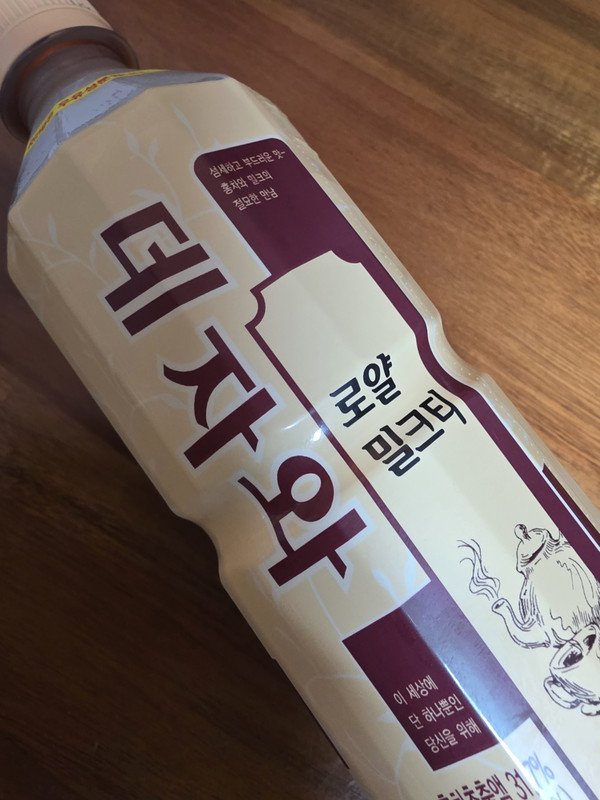 섬세하고 부드러운 맛~
홍차와 밀크의
절묘한 만남
데자와
로얄
밀크티
이 세상에
단 하나뿐인
당신을 위해